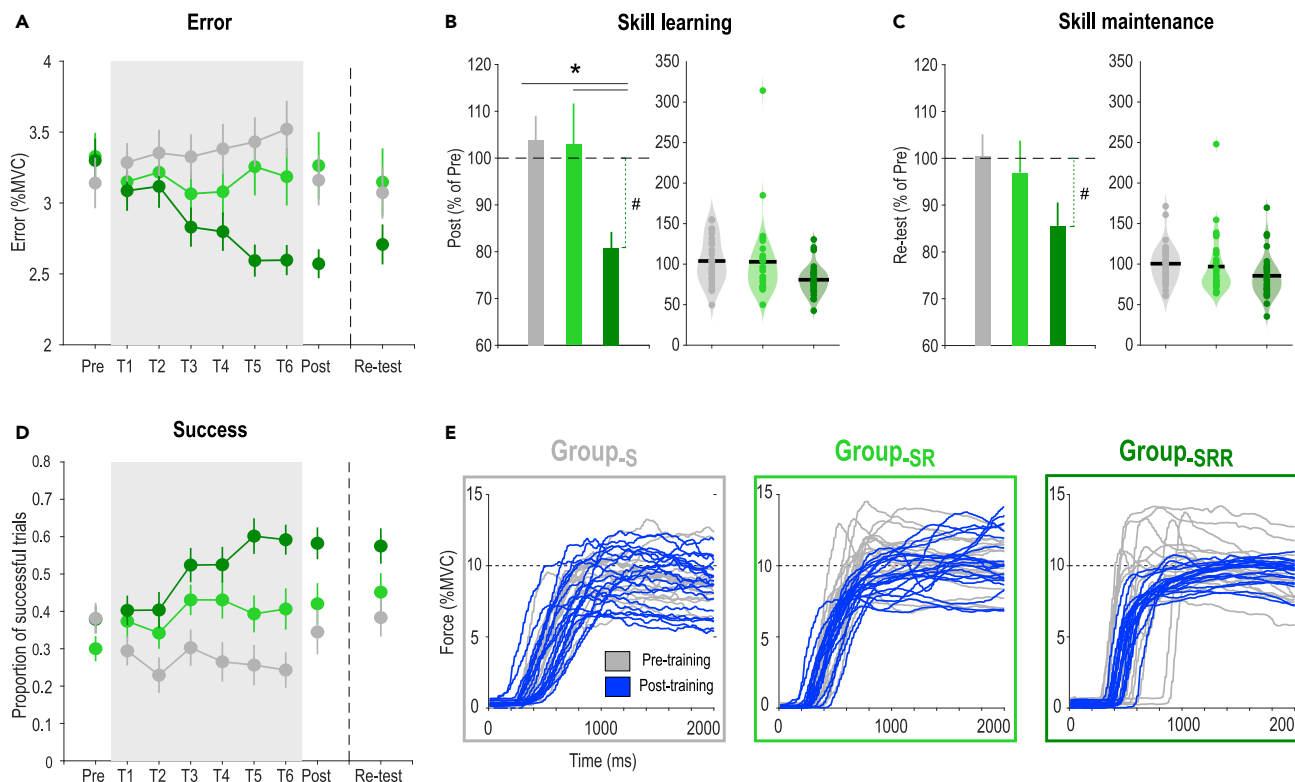 A
Error
Error (%MVC)
4
3.5
3
2.5
2
Pre T1 T2 T3 T4 T5 T6 Post Re-test
B
Skill learning
Post (% of Pre)
120
110
100
90
80
70
60
*
#
350
300
250
200
150
100
50
0
C
Skill maintenance
Re-test (% of Pre)
120
110
100
90
80
70
60
#
350
300
250
200
150
100
50
0
D
Success
Proportion of successful trials
0.8
0.7
0.6
0.5
0.4
0.3
0.2
0.1
0
Pre T1 T2 T3 T4 T5 T6 Post Re-test
E
Group-S
Force (%MVC)
15
10
5
0
Pre-training
Post-training
0 1000 2000
Time (ms)
Group-SR
15
10
5
0
0 1000 2000
Group-SRR
15
10
5
0
0 1000 200